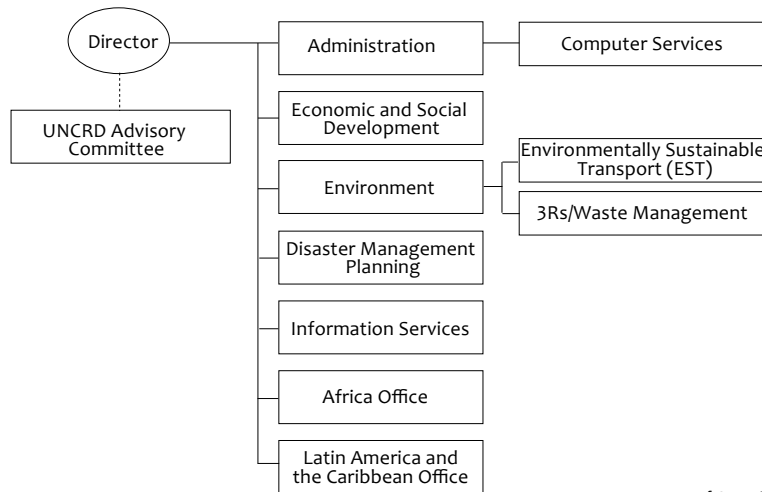 Director
Administration
Computer Services
UNCRD Advisory
Committee
Economic and Social
Development
Environment
Environmentally Sustainable
Transport (EST)
3Rs/Waste Management
Disaster Management
Planning
Information Services
Africa Office
Latin America and
the Caribbean Office